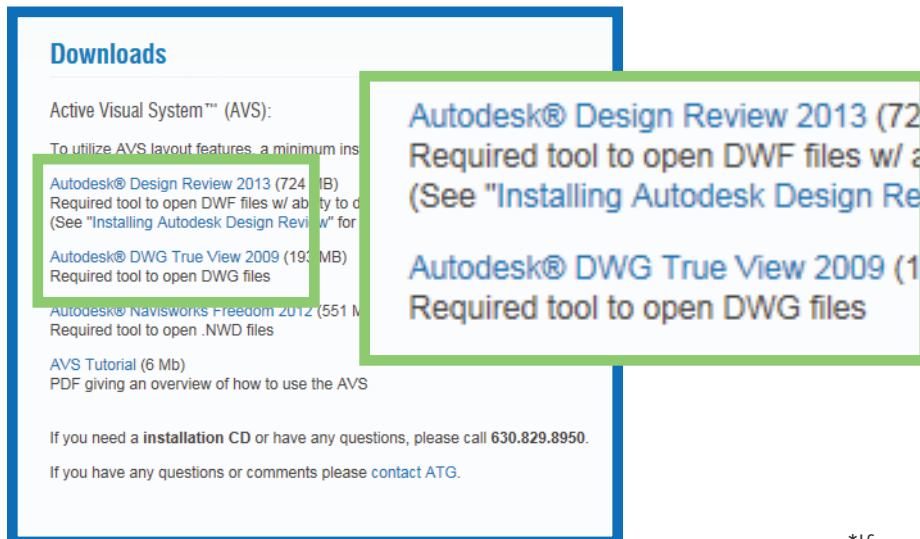 Downloads
Active Visual System™ (AVS):
To utilize AVS layout features, a minimum ins
Autodesk® Design Review 2013 (724 MB)
Required tool to open DWF files w/ ability to d
(See "Installing Autodesk Design Review" for
Autodesk® DWG True View 2009 (193 MB)
Required tool to open DWG files
Autodesk® Navisworks Freedom 2012 (551 M
Required tool to open .NWD files
AVS Tutorial (6 Mb)
PDF giving an overview of how to use the AVS
If you need a installation CD or have any questions, please call 630.829.8950.
If you have any questions or comments please contact ATG.
Autodesk® Design Review 2013 (72
Required tool to open DWF files w/ a
(See "Installing Autodesk Design Re
Autodesk® DWG True View 2009 (1
Required tool to open DWG files